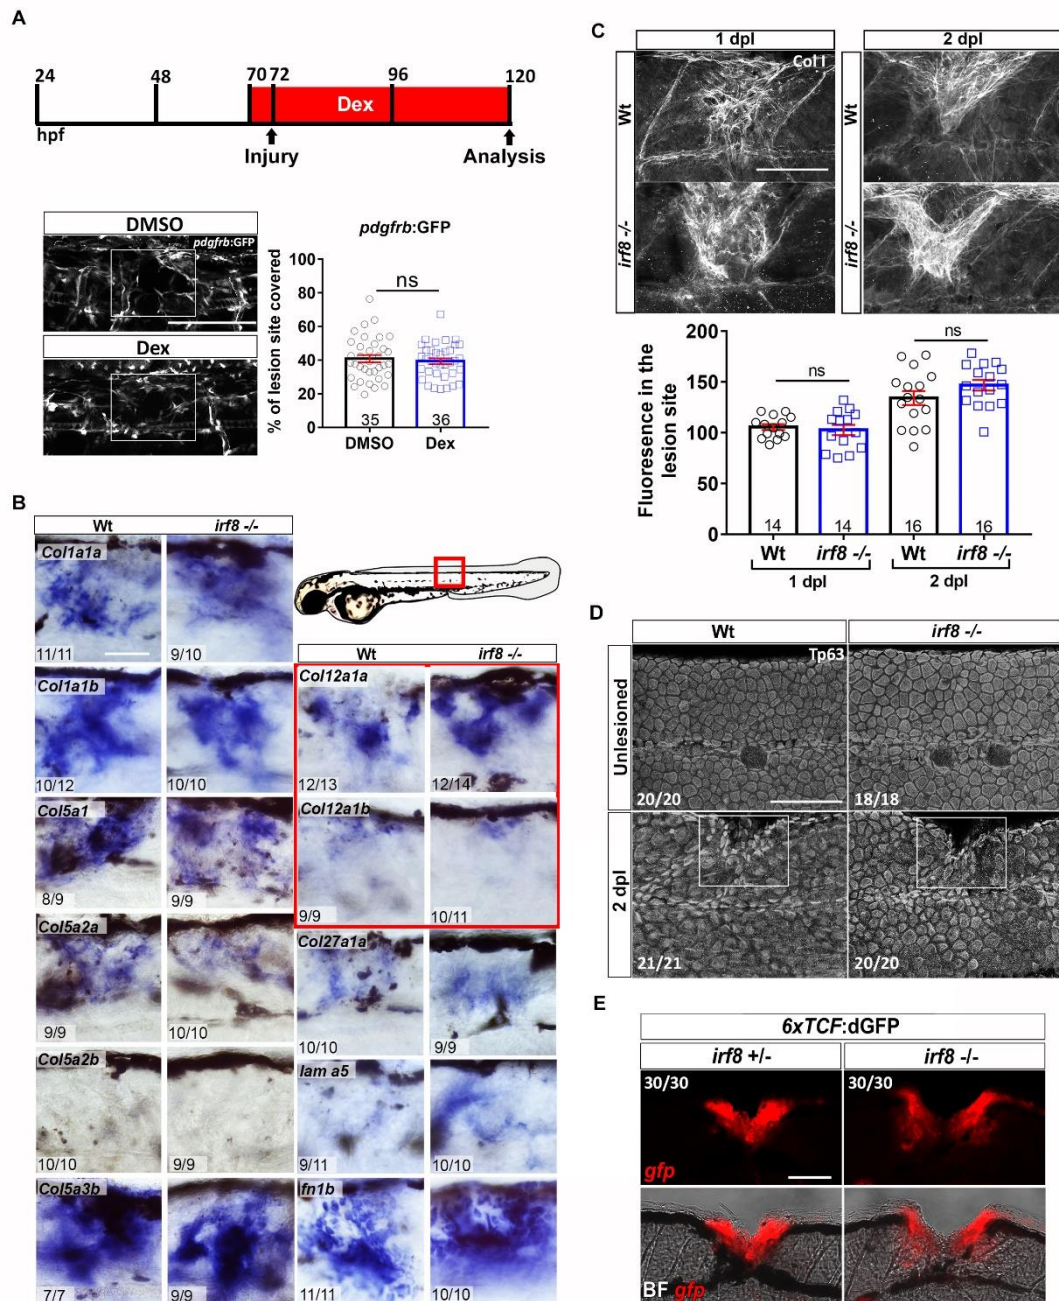 A
24 48 70 72 96 120
Dex
hpf
Injury Analysis
DMSO
pdgfrb:GFP
Dex
pdgfrb:GFP
% of lesion site covered
100
80
60
40
20
0
ns
35 36
DMSO Dex
B
Wt irf8 -/-
Col1a1a
11/11 9/10
Col1a1b
10/12 10/10
Col5a1
8/9 9/9
Col5a2a
9/9 10/10
Col5a2b
10/10 9/9
Col5a3b
7/7 9/9
Wt irf8 -/-
Col12a1a
12/13 12/14
Col12a1b
9/9 10/11
Col27a1a
10/10 9/9
lam a5
9/11 10/10
fn1b
11/11 10/10
C
1 dpl 2 dpl
Col I
Wt Wt
irf8 -/- irf8 -/-
Fluoresence in the
lesion site
200
150
100
50
0
ns ns
14 14 16 16
Wt irf8 -/- Wt irf8 -/-
1 dpl 2 dpl
D
Wt irf8 -/-
Tp63
Unlesioned
20/20 18/18
2 dpl
21/21 20/20
E
6xTCF:dGFP
irf8 +/- irf8 -/-
30/30 30/30
gfp
BF gfp